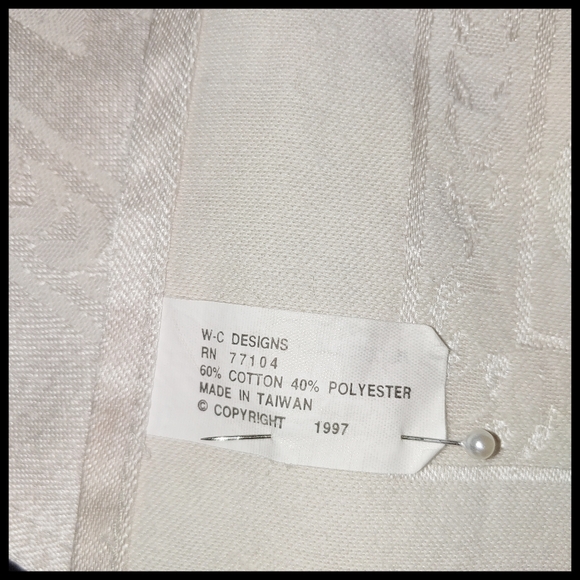 W-C DESIGNS
RN 77104
60% COTTON 40% POLYESTER
MADE IN TAIWAN
© COPYRIGHT 1997